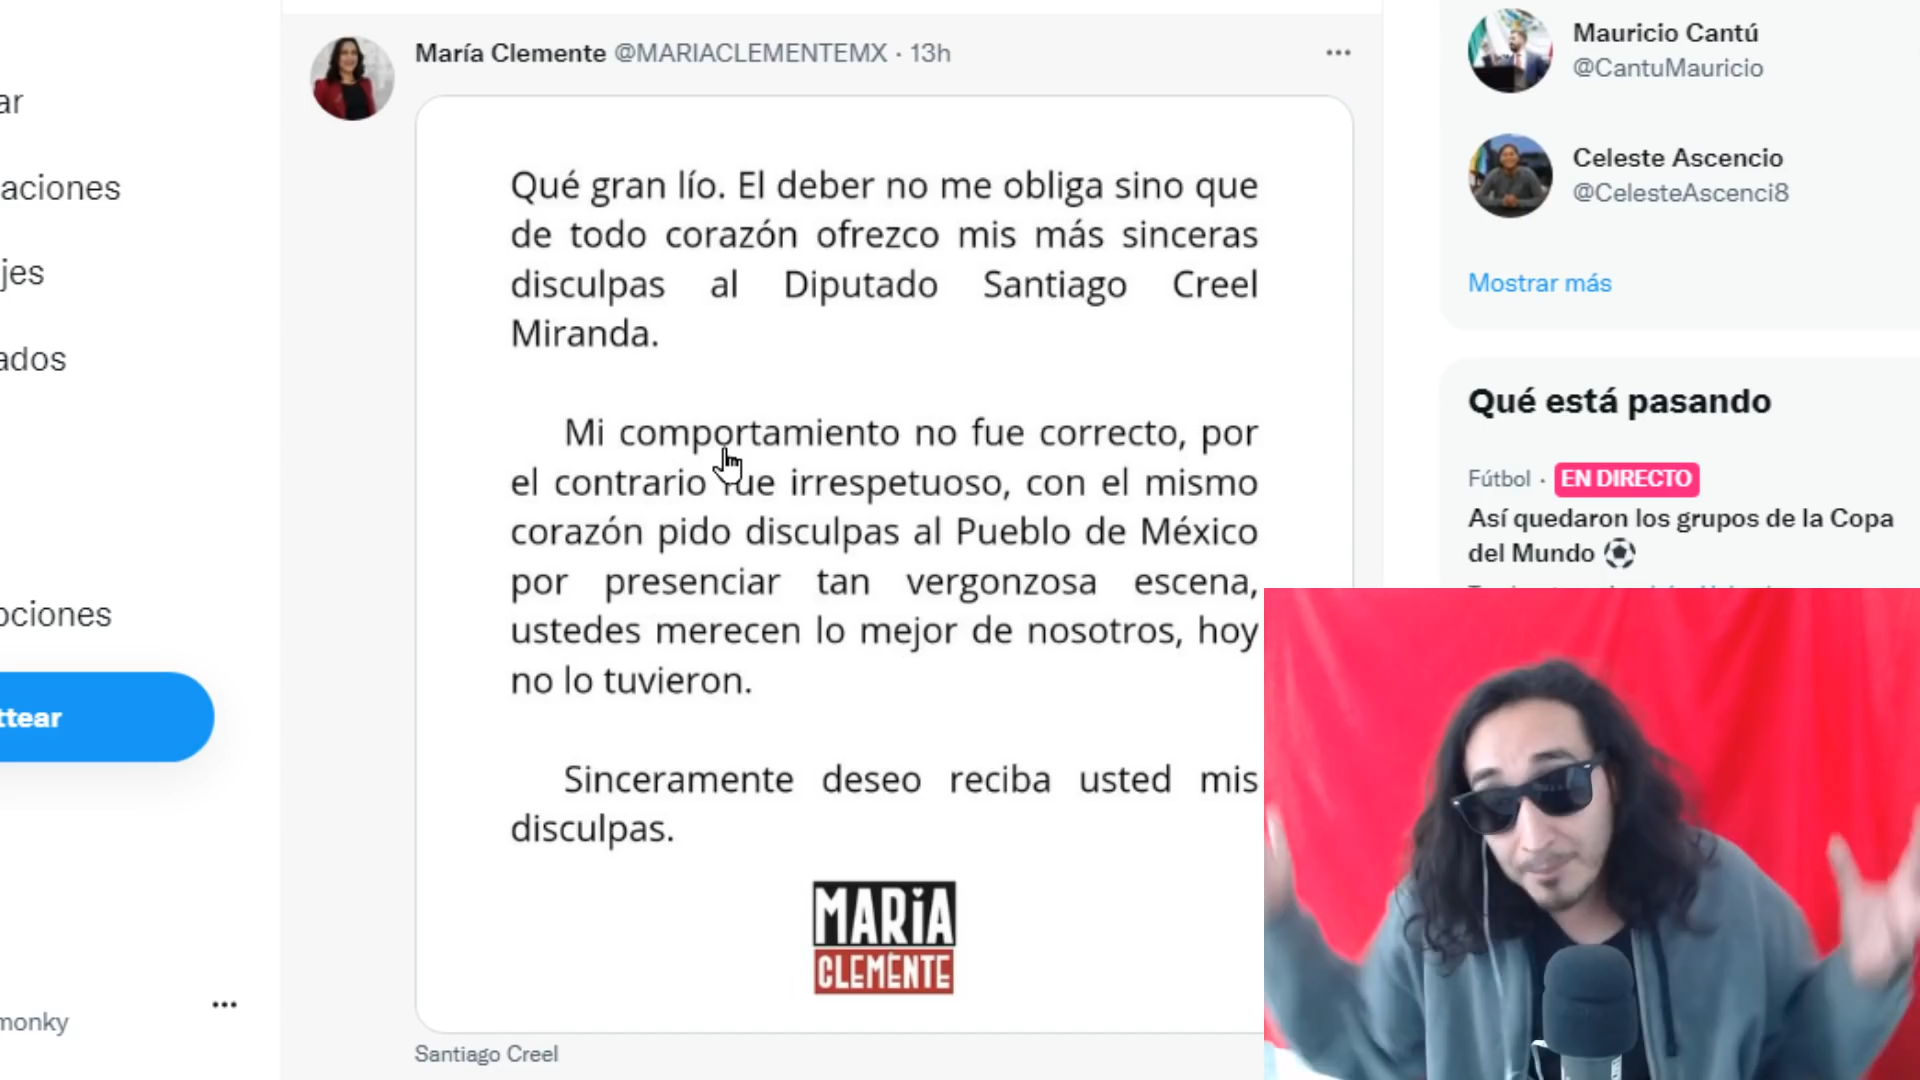 María Clemente @MARIACLEMENTEMX · 13h
Qué gran lío. El deber no me obliga sino que
de todo corazón ofrezco mis más sinceras
disculpas al Diputado Santiago Creel
Miranda.
Mi comportamiento no fue correcto, por
el contrario fue irrespetuoso, con el mismo
corazón pido disculpas al Pueblo de México
por presenciar tan vergonzosa escena,
ustedes merecen lo mejor de nosotros, hoy
no lo tuvieron.
Sinceramente deseo reciba usted mis
disculpas.
MARiA
CLEMENTE
Santiago Creel
ar
aciones
jes
ados
ociones
ttear
monky
Mauricio Cantú
@CantuMauricio
Celeste Ascencio
@CelesteAscenci8
Mostrar más
Qué está pasando
Fútbol · EN DIRECTO
Así quedaron los grupos de la Copa
del Mundo